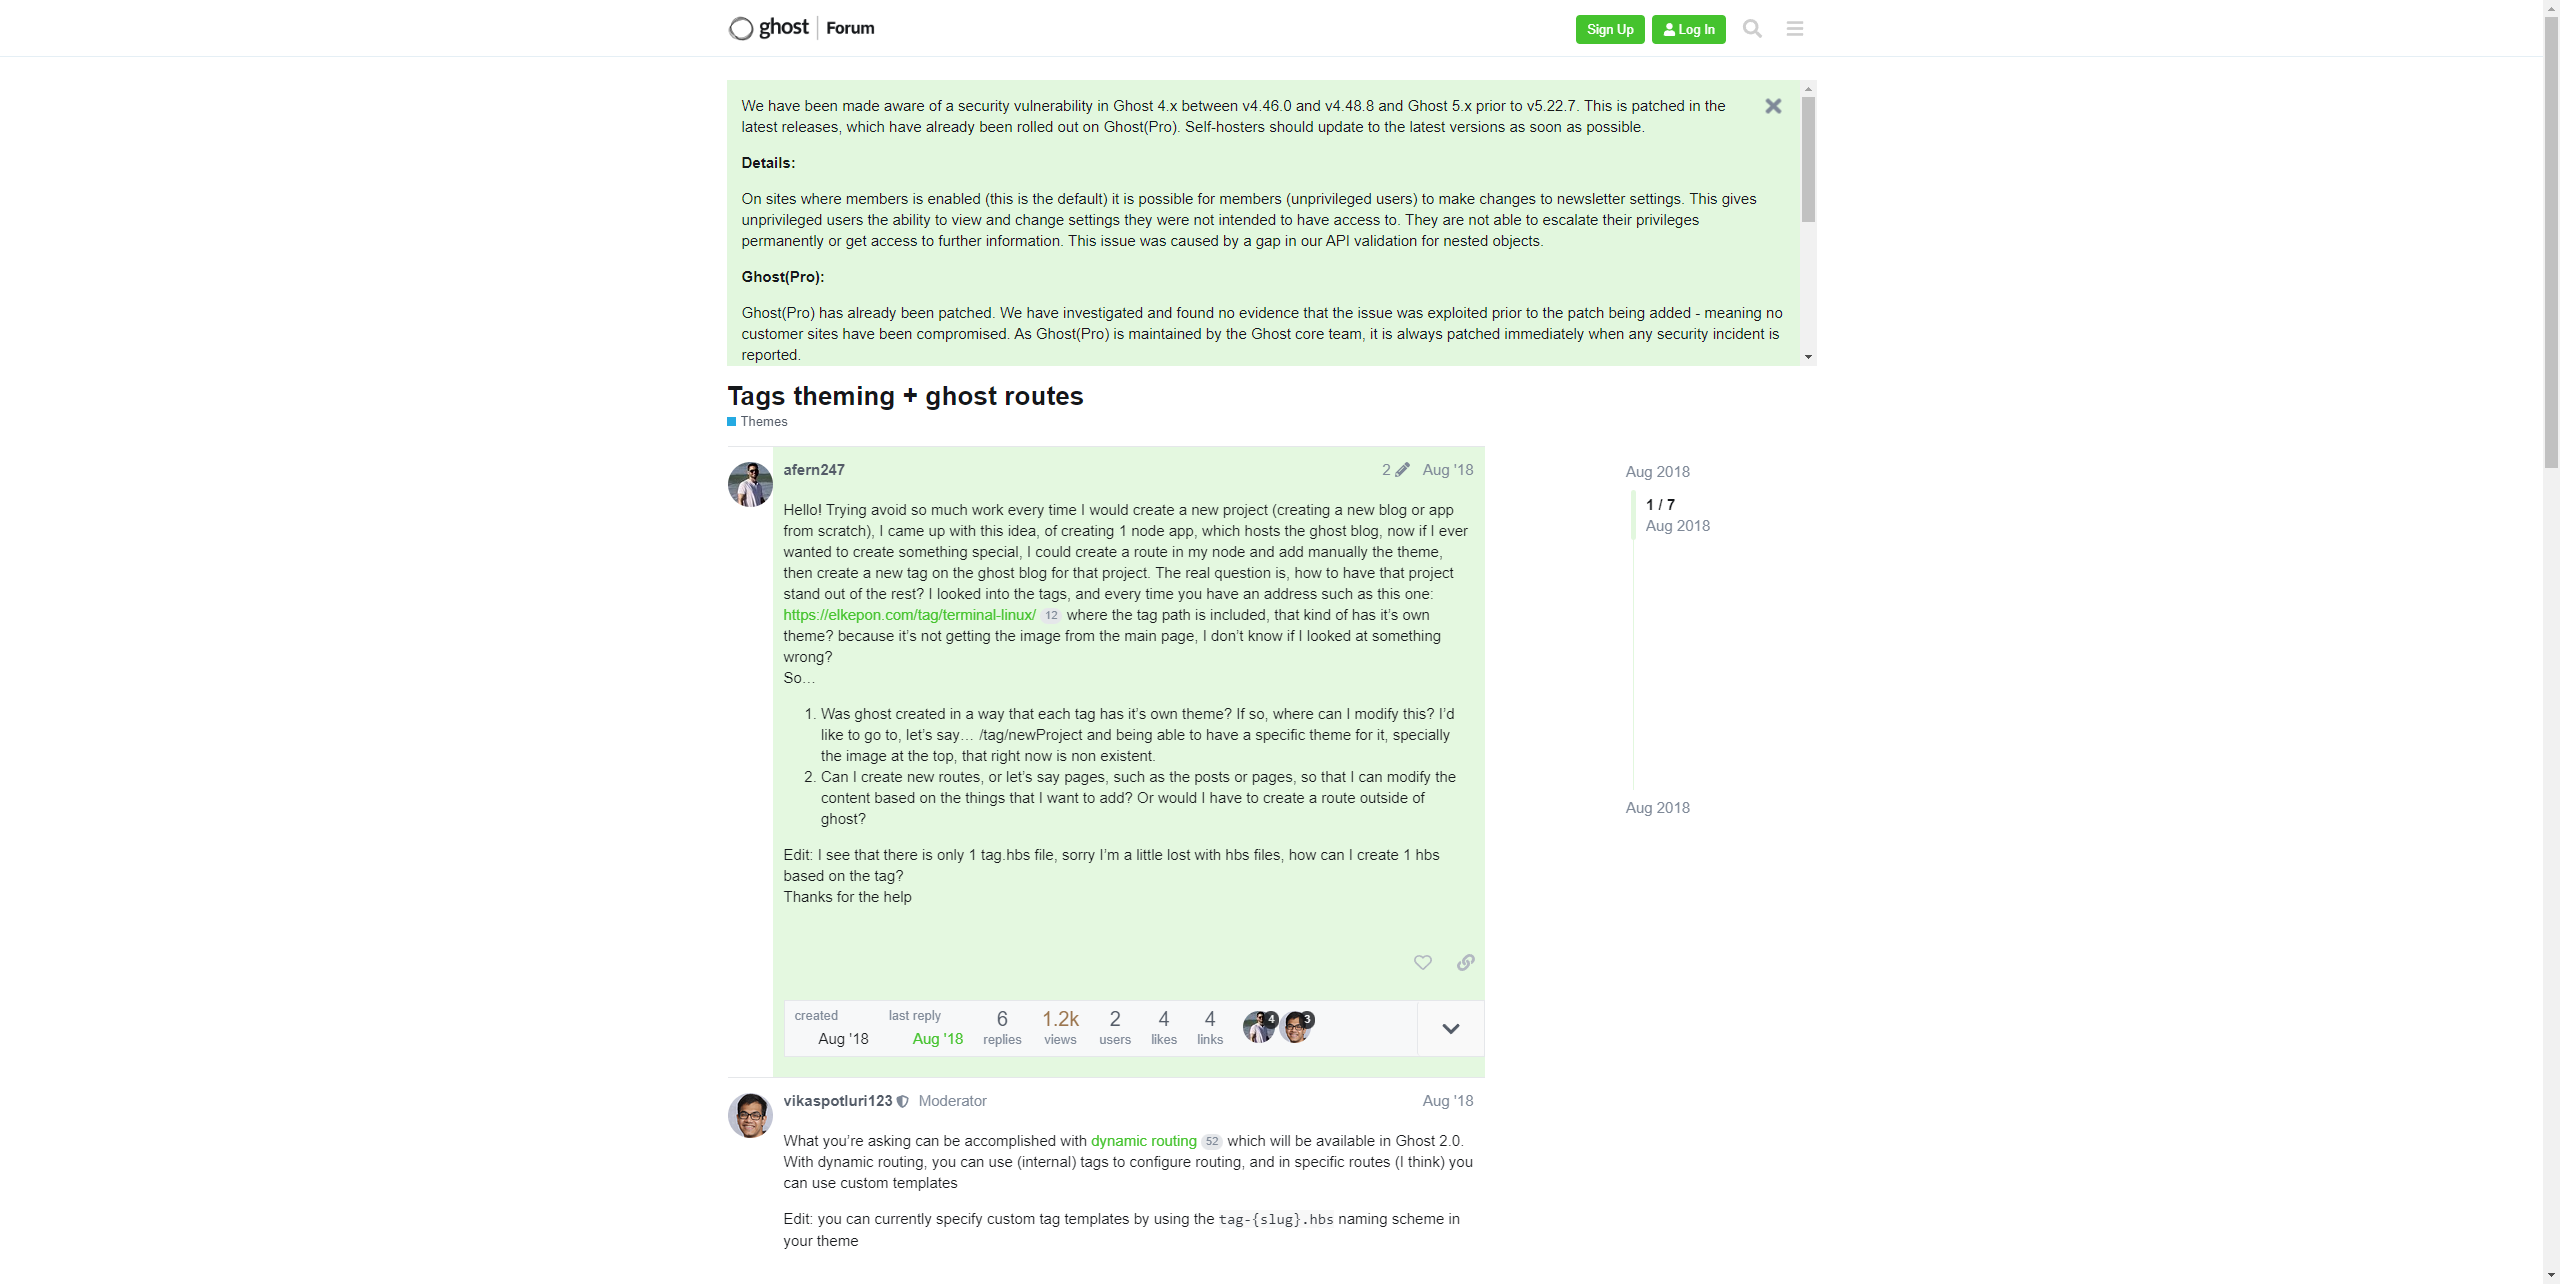 ghost Forum
Sign Up
Log In
We have been made aware of a security vulnerability in Ghost 4.x between v4.46.0 and v4.48.8 and Ghost 5.x prior to v5.22.7. This is patched in the
latest releases, which have already been rolled out on Ghost(Pro). Self-hosters should update to the latest versions as soon as possible.
Details:
On sites where members is enabled (this is the default) it is possible for members (unprivileged users) to make changes to newsletter settings. This gives
unprivileged users the ability to view and change settings they were not intended to have access to. They are not able to escalate their privileges
permanently or get access to further information. This issue was caused by a gap in our API validation for nested objects.
Ghost(Pro):
Ghost(Pro) has already been patched. We have investigated and found no evidence that the issue was exploited prior to the patch being added - meaning no
customer sites have been compromised. As Ghost(Pro) is maintained by the Ghost core team, it is always patched immediately when any security incident is
reported.
Tags theming + ghost routes
Themes
afern247 2 Aug '18
Hello! Trying avoid so much work every time I would create a new project (creating a new blog or app
from scratch), I came up with this idea, of creating 1 node app, which hosts the ghost blog, now if I ever
wanted to create something special, I could create a route in my node and add manually the theme,
then create a new tag on the ghost blog for that project. The real question is, how to have that project
stand out of the rest? I looked into the tags, and every time you have an address such as this one:
https://elkepon.com/tag/terminal-linux/ 12 where the tag path is included, that kind of has it’s own
theme? because it’s not getting the image from the main page, I don’t know if I looked at something
wrong?
So…
1. Was ghost created in a way that each tag has it’s own theme? If so, where can I modify this? I’d
like to go to, let’s say… /tag/newProject and being able to have a specific theme for it, specially
the image at the top, that right now is non existent.
2. Can I create new routes, or let’s say pages, such as the posts or pages, so that I can modify the
content based on the things that I want to add? Or would I have to create a route outside of
ghost?
Edit: I see that there is only 1 tag.hbs file, sorry I’m a little lost with hbs files, how can I create 1 hbs
based on the tag?
Thanks for the help
Aug 2018
1 / 7
Aug 2018
Aug 2018
created last reply 6 1.2k 2 4 4 4 3
Aug '18 Aug '18 replies views users likes links
vikaspotluri123 Moderator Aug '18
What you’re asking can be accomplished with dynamic routing 52 which will be available in Ghost 2.0.
With dynamic routing, you can use (internal) tags to configure routing, and in specific routes (I think) you
can use custom templates
Edit: you can currently specify custom tag templates by using the tag-{slug}.hbs naming scheme in
your theme